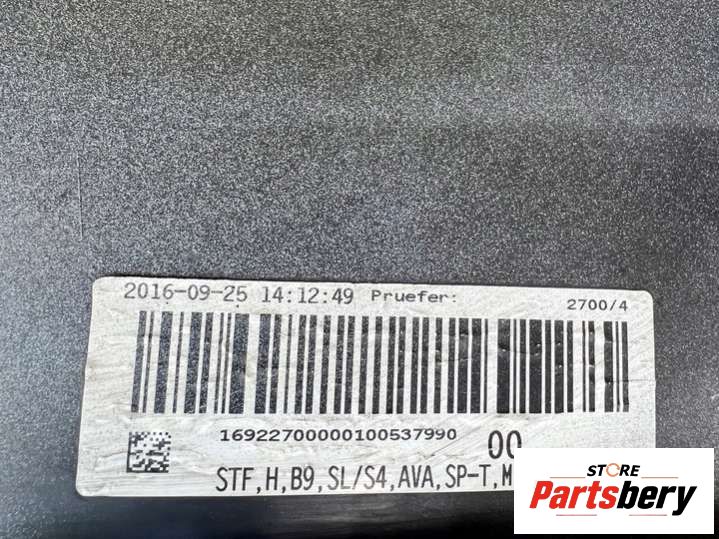 2016-09-25 14:12:49 Pruefer: 2700/4
16922700000100537990 00
STF,H,B9,SL/S4,AVA,SP-T,M
STORE
Partsbery